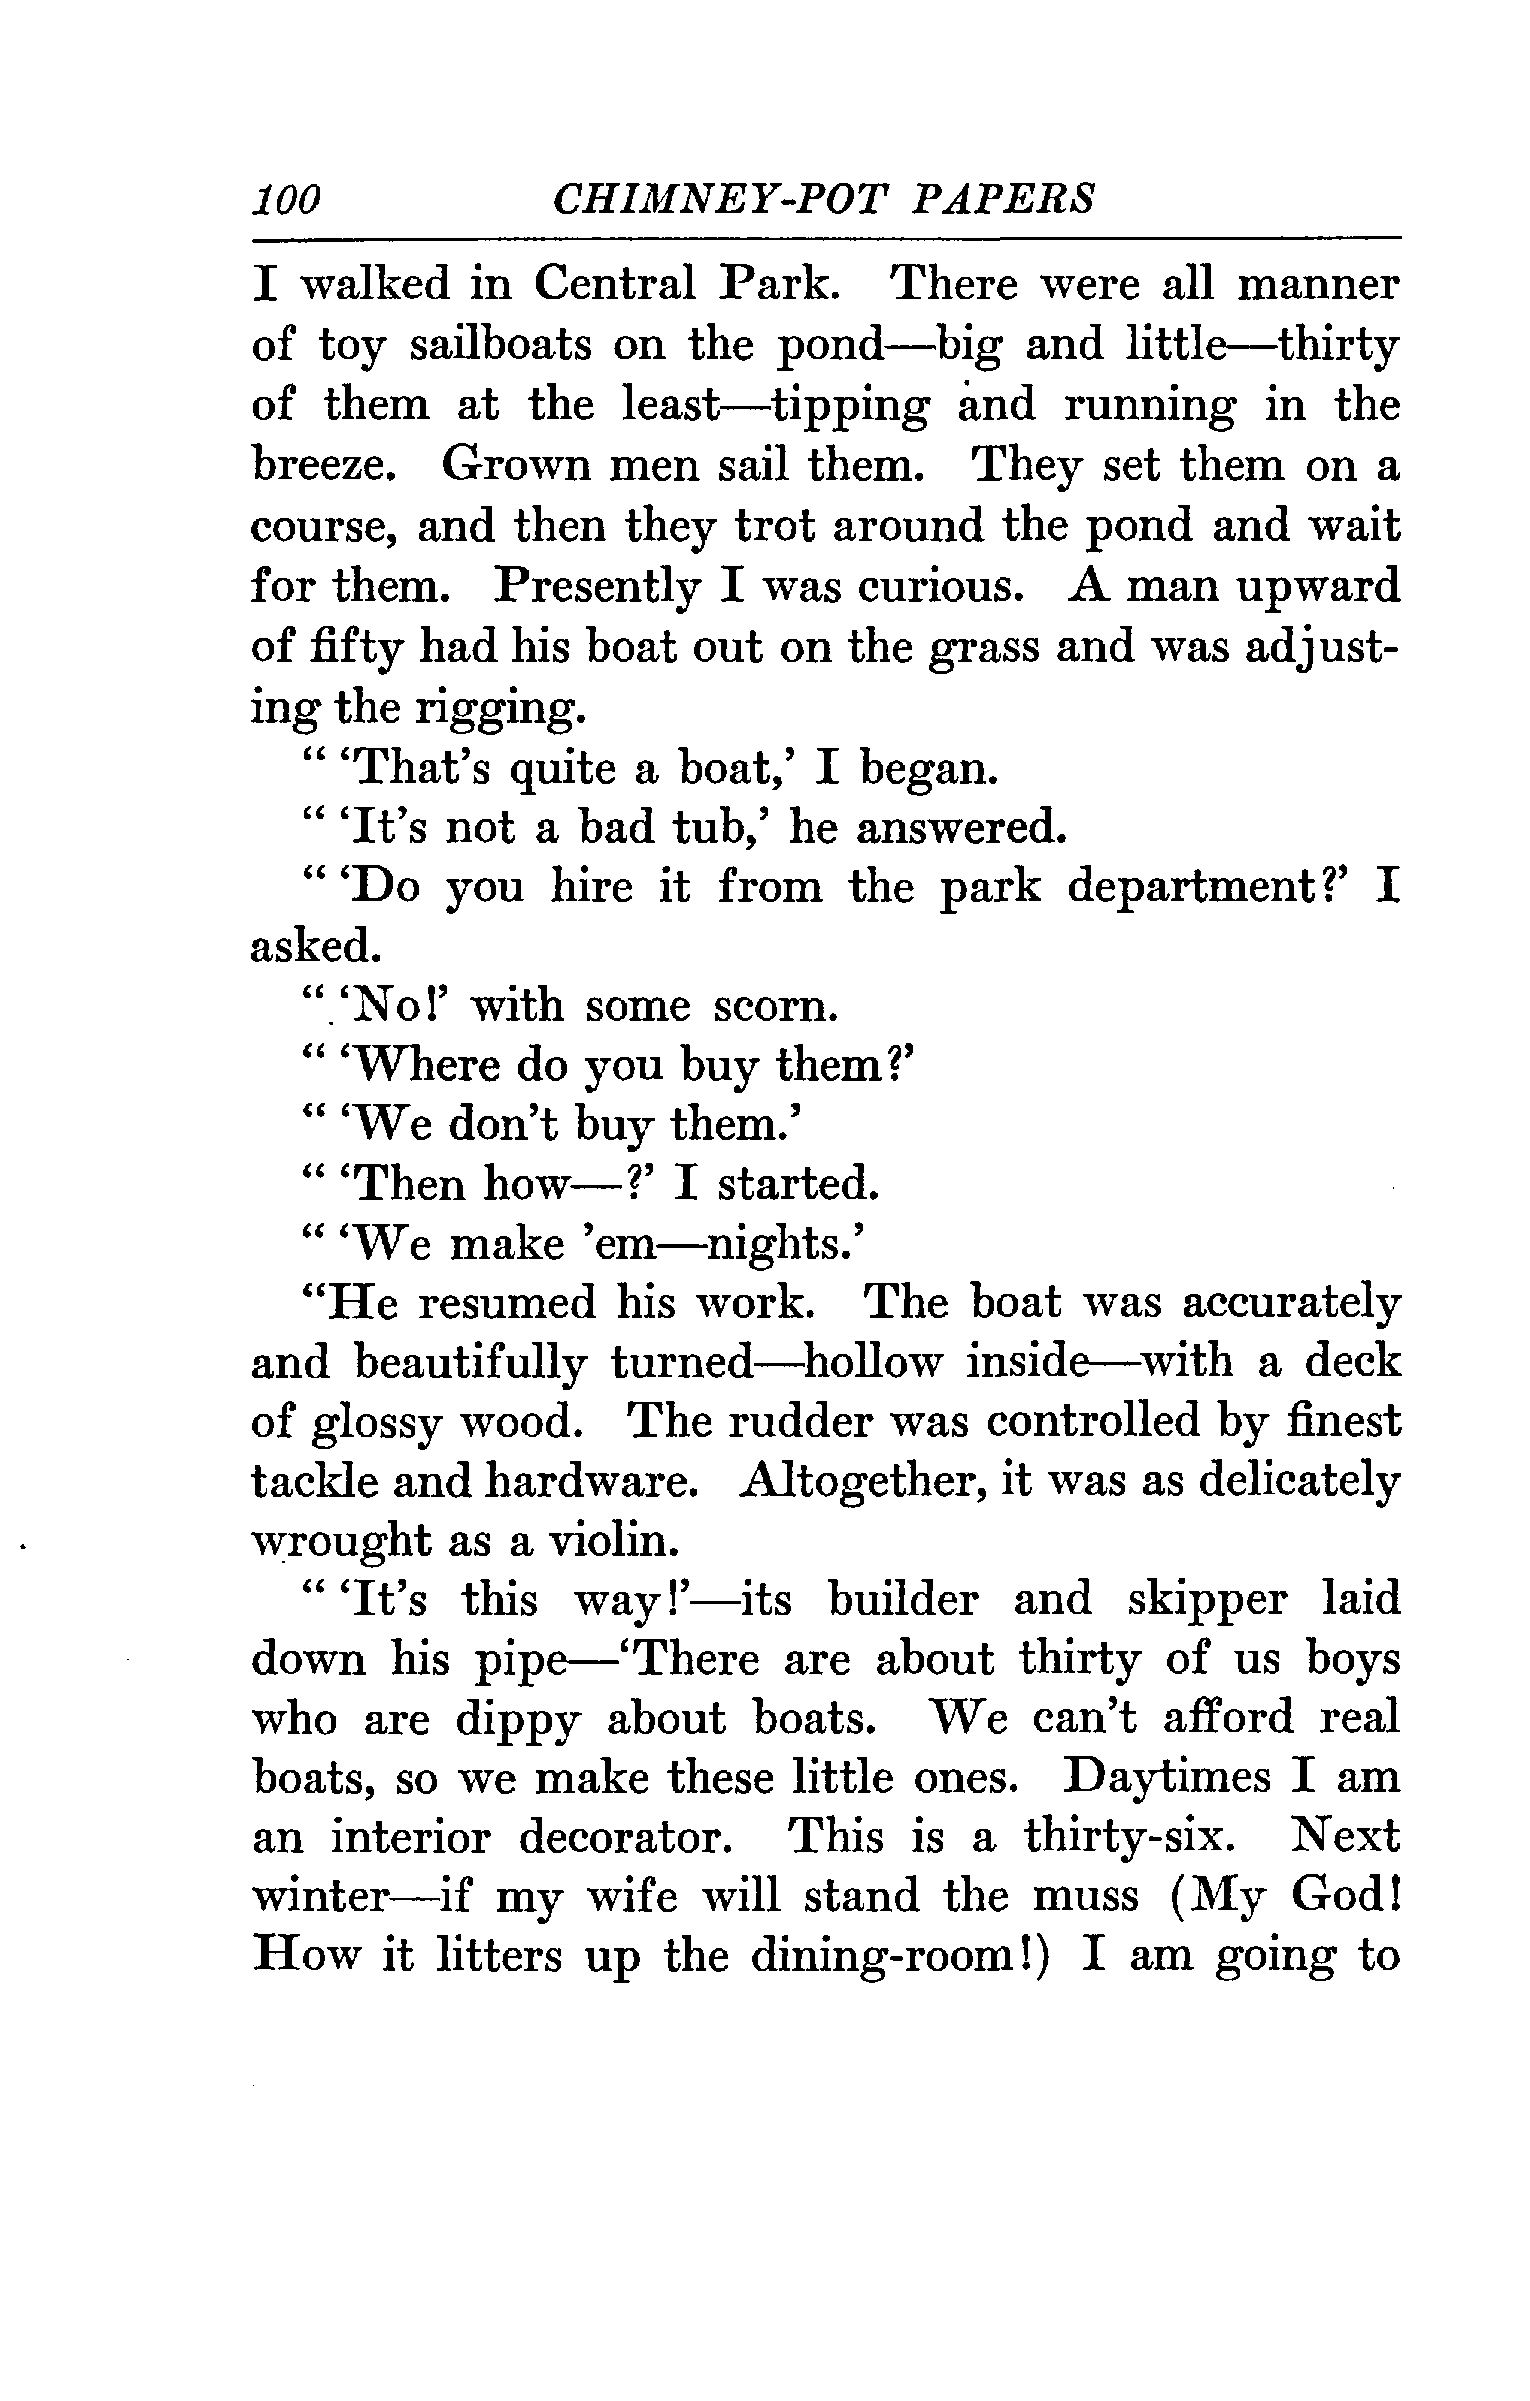 100 CHIMNEY-POT PAPERS
I walked in Central Park. There were all manner
of toy sailboats on the pond—big and little—thirty
of them at the least—tipping and running in the
breeze. Grown men sail them. They set them on a
course, and then they trot around the pond and wait
for them. Presently I was curious. A man upward
of fifty had his boat out on the grass and was adjust-
ing the rigging.
“ ‘That’s quite a boat,’ I began.
“ ‘It’s not a bad tub,’ he answered.
“ ‘Do you hire it from the park department?’ I
asked.
“ ‘No!’ with some scorn.
“ ‘Where do you buy them?’
“ ‘We don’t buy them.’
“ ‘Then how—?’ I started.
“ ‘We make ’em—nights.’
“He resumed his work. The boat was accurately
and beautifully turned—hollow inside—with a deck
of glossy wood. The rudder was controlled by finest
tackle and hardware. Altogether, it was as delicately
wrought as a violin.
“ ‘It’s this way!’—its builder and skipper laid
down his pipe—‘There are about thirty of us boys
who are dippy about boats. We can’t afford real
boats, so we make these little ones. Daytimes I am
an interior decorator. This is a thirty-six. Next
winter—if my wife will stand the muss (My God!
How it litters up the dining-room!) I am going to